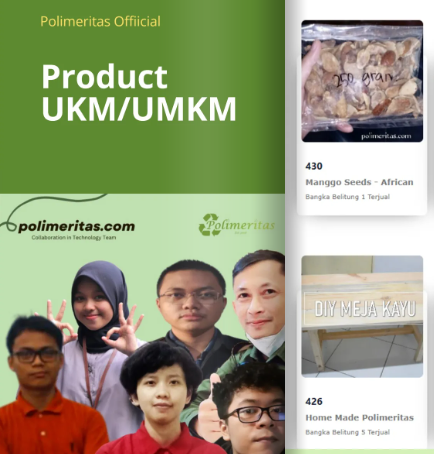 Polimeritas Offiicial
Product
UKM/UMKM
polimeritas.com
Collaboration in Technology Team
Polimeritas
250 gram
polimeritas.com
430
Manggo Seeds - African
Bangka Belitung 1 Terjual
DIY MEJA KAYU
426
Home Made Polimeritas
Bangka Belitung 5 Terjual